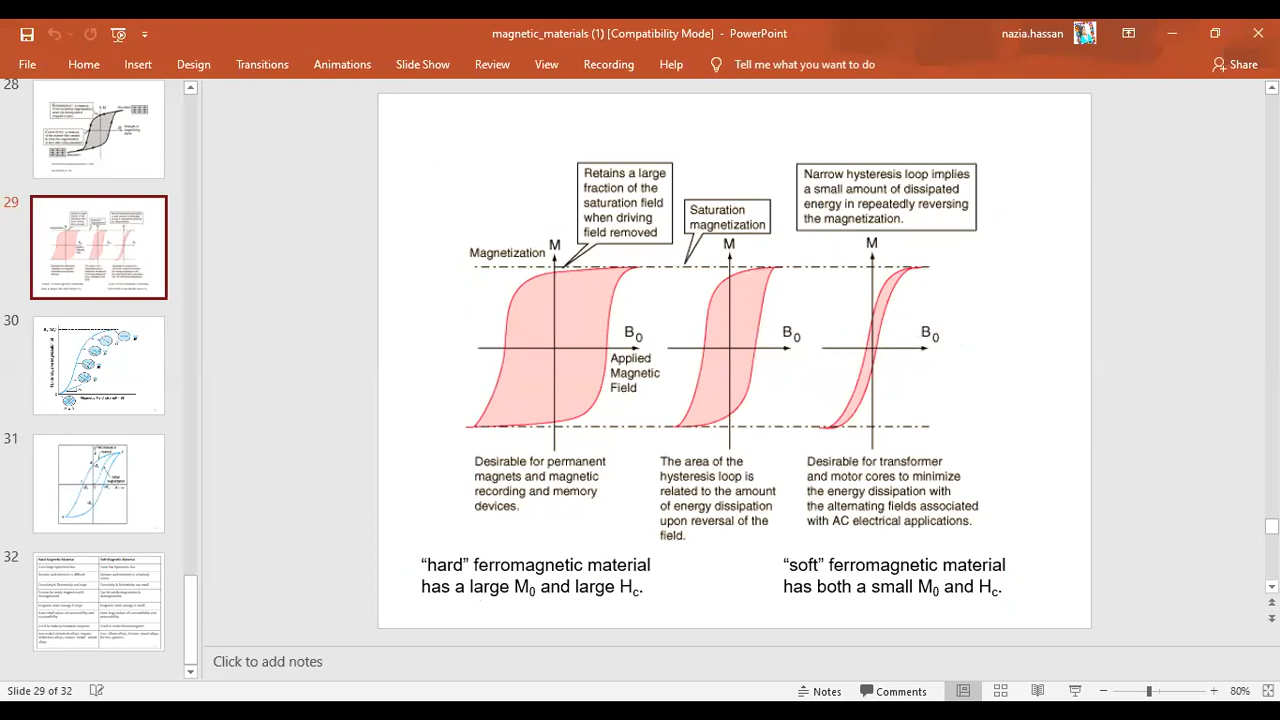 magnetic_materials (1) [Compatibility Mode] - PowerPoint
nazia.hassan
File Home Insert Design Transitions Animations Slide Show Review View Recording Help Tell me what you want to do Share
28
29
30
31
32
Hard Magnetic Material Soft Magnetic Material
Retains a large
fraction of the
saturation field
when driving
field removed
Saturation
magnetization
Narrow hysteresis loop implies
a small amount of dissipated
energy in repeatedly reversing
the magnetization.
Magnetization M
M
M
B0
Applied
Magnetic
Field
B0
B0
Desirable for permanent
magnets and magnetic
recording and memory
devices.
The area of the
hysteresis loop is
related to the amount
of energy dissipation
upon reversal of the
field.
Desirable for transformer
and motor cores to minimize
the energy dissipation with
the alternating fields associated
with AC electrical applications.
“hard” ferromagnetic material
has a large M0 and large Hc.
“soft” ferromagnetic material
has both a small M0 and Hc.
Click to add notes
Slide 29 of 32 Notes Comments 80%